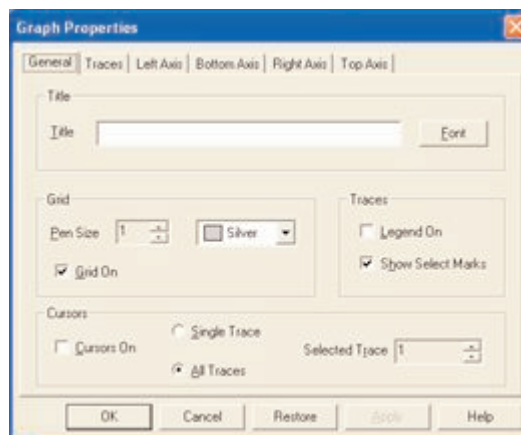 Graph Properties
General Traces Left Axis Bottom Axis Right Axis Top Axis
Title
Title Font
Grid
Pen Size 1 Silver
Grid On
Traces
Legend On
Show Select Marks
Cursors
Cursors On
Single Trace
All Traces
Selected Trace 1
OK Cancel Restore Apply Help